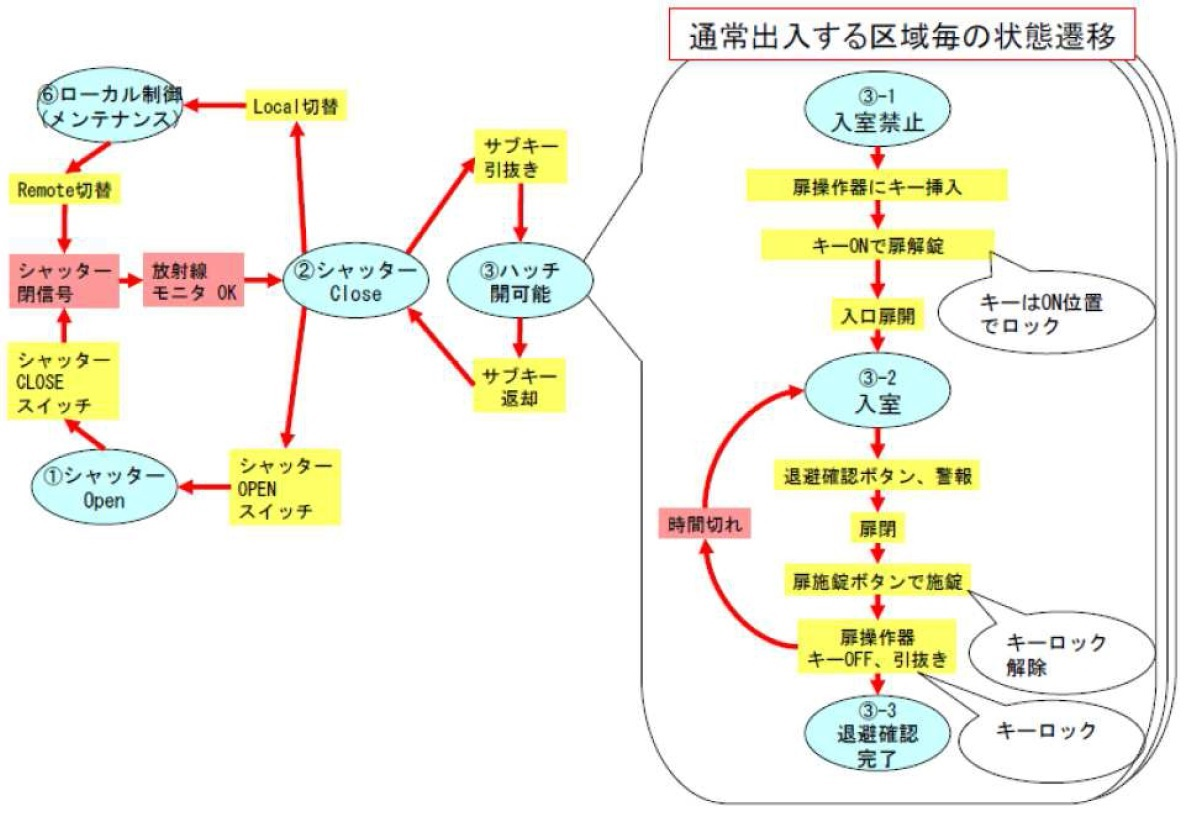 通常出入する区域毎の状態遷移
⑥ローカル制御
(メンテナンス)
Local切替
Remote切替
シャッター
閉信号
放射線
モニタ OK
②シャッター
Close
サブキー
引抜き
③ハッチ
開可能
サブキー
返却
シャッター
CLOSE
スイッチ
①シャッター
Open
シャッター
OPEN
スイッチ
③-1
入室禁止
扉操作器にキー挿入
キーONで扉解錠
キーはON位置
でロック
入口扉開
③-2
入室
退避確認ボタン、警報
時間切れ
扉閉
扉施錠ボタンで施錠
キーロック
解除
扉操作器
キーOFF、引抜き
キーロック
③-3
退避確認
完了